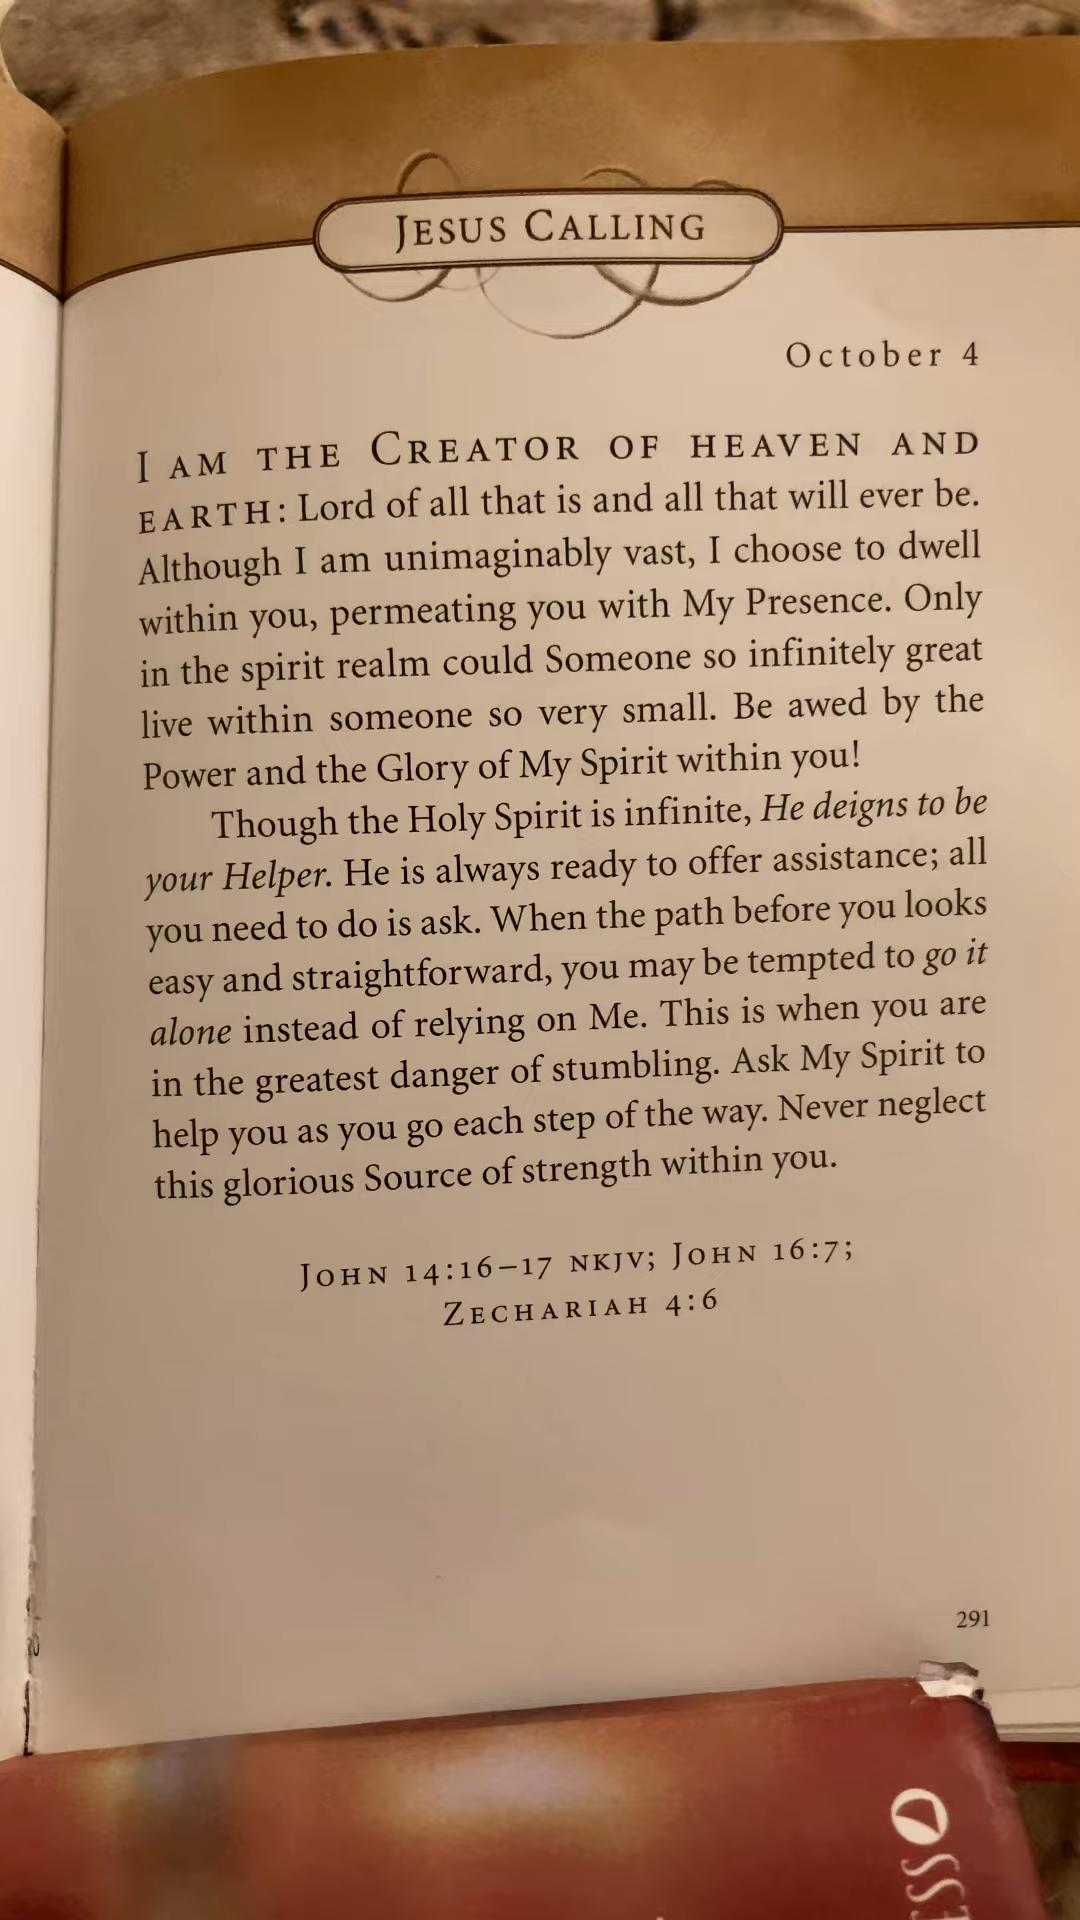 JESUS CALLING
October 4
I AM THE CREATOR OF HEAVEN AND
EARTH: Lord of all that is and all that will ever be.
Although I am unimaginably vast, I choose to dwell
within you, permeating you with My Presence. Only
in the spirit realm could Someone so infinitely great
live within someone so very small. Be awed by the
Power and the Glory of My Spirit within you!
Though the Holy Spirit is infinite, He deigns to be
your Helper. He is always ready to offer assistance; all
you need to do is ask. When the path before you looks
easy and straightforward, you may be tempted to go it
alone instead of relying on Me. This is when you are
in the greatest danger of stumbling. Ask My Spirit to
help you as you go each step of the way. Never neglect
this glorious Source of strength within you.
JOHN 14:16–17 NKJV; JOHN 16:7;
ZECHARIAH 4:6
291